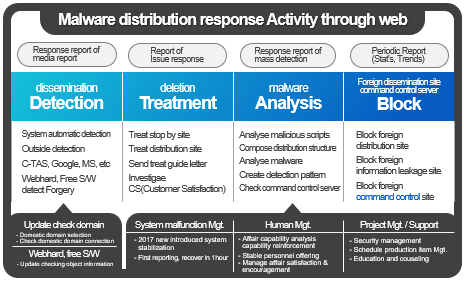 Malware distribution response Activity through web
Response report of
media report
Report of
Issue response
Response report of
mass detection
Periodic Report
(Stat's, Trends)
dissemination
Detection
deletion
Treatment
malware
Analysis
Foreign dissemination site
command control server
Block
System automatic detection
Outside detection
C-TAS, Google, MS, etc
Webhard, Free S/W
detect Forgery
Treat stop by site
Treat distribution site
Send treat guide letter
Investigae
CS(Customer Satisfaction)
Analyse malicious scripts
Compose distribution structure
Analyse malware
Create detection pattern
Check command control server
Block foreign
distribution site
Block foreign
information leakage site
Block foreign
command control site
Update check domain
- Domestic domain selection
- Check domestic domain connection
Webhard, free S/W
- Update checking object information
System malfunction Mgt.
- 2017 new introduced system
stabilization
- First reporting, recover in 1hour
Human Mgt.
- Affair capability analysis
capability reinforcement
- Stable personnel offering
- Manage affair satisfaction &
encouragement
Project Mgt. / Support
- Security management
- Schedule production item Mgt.
- Education and couseling